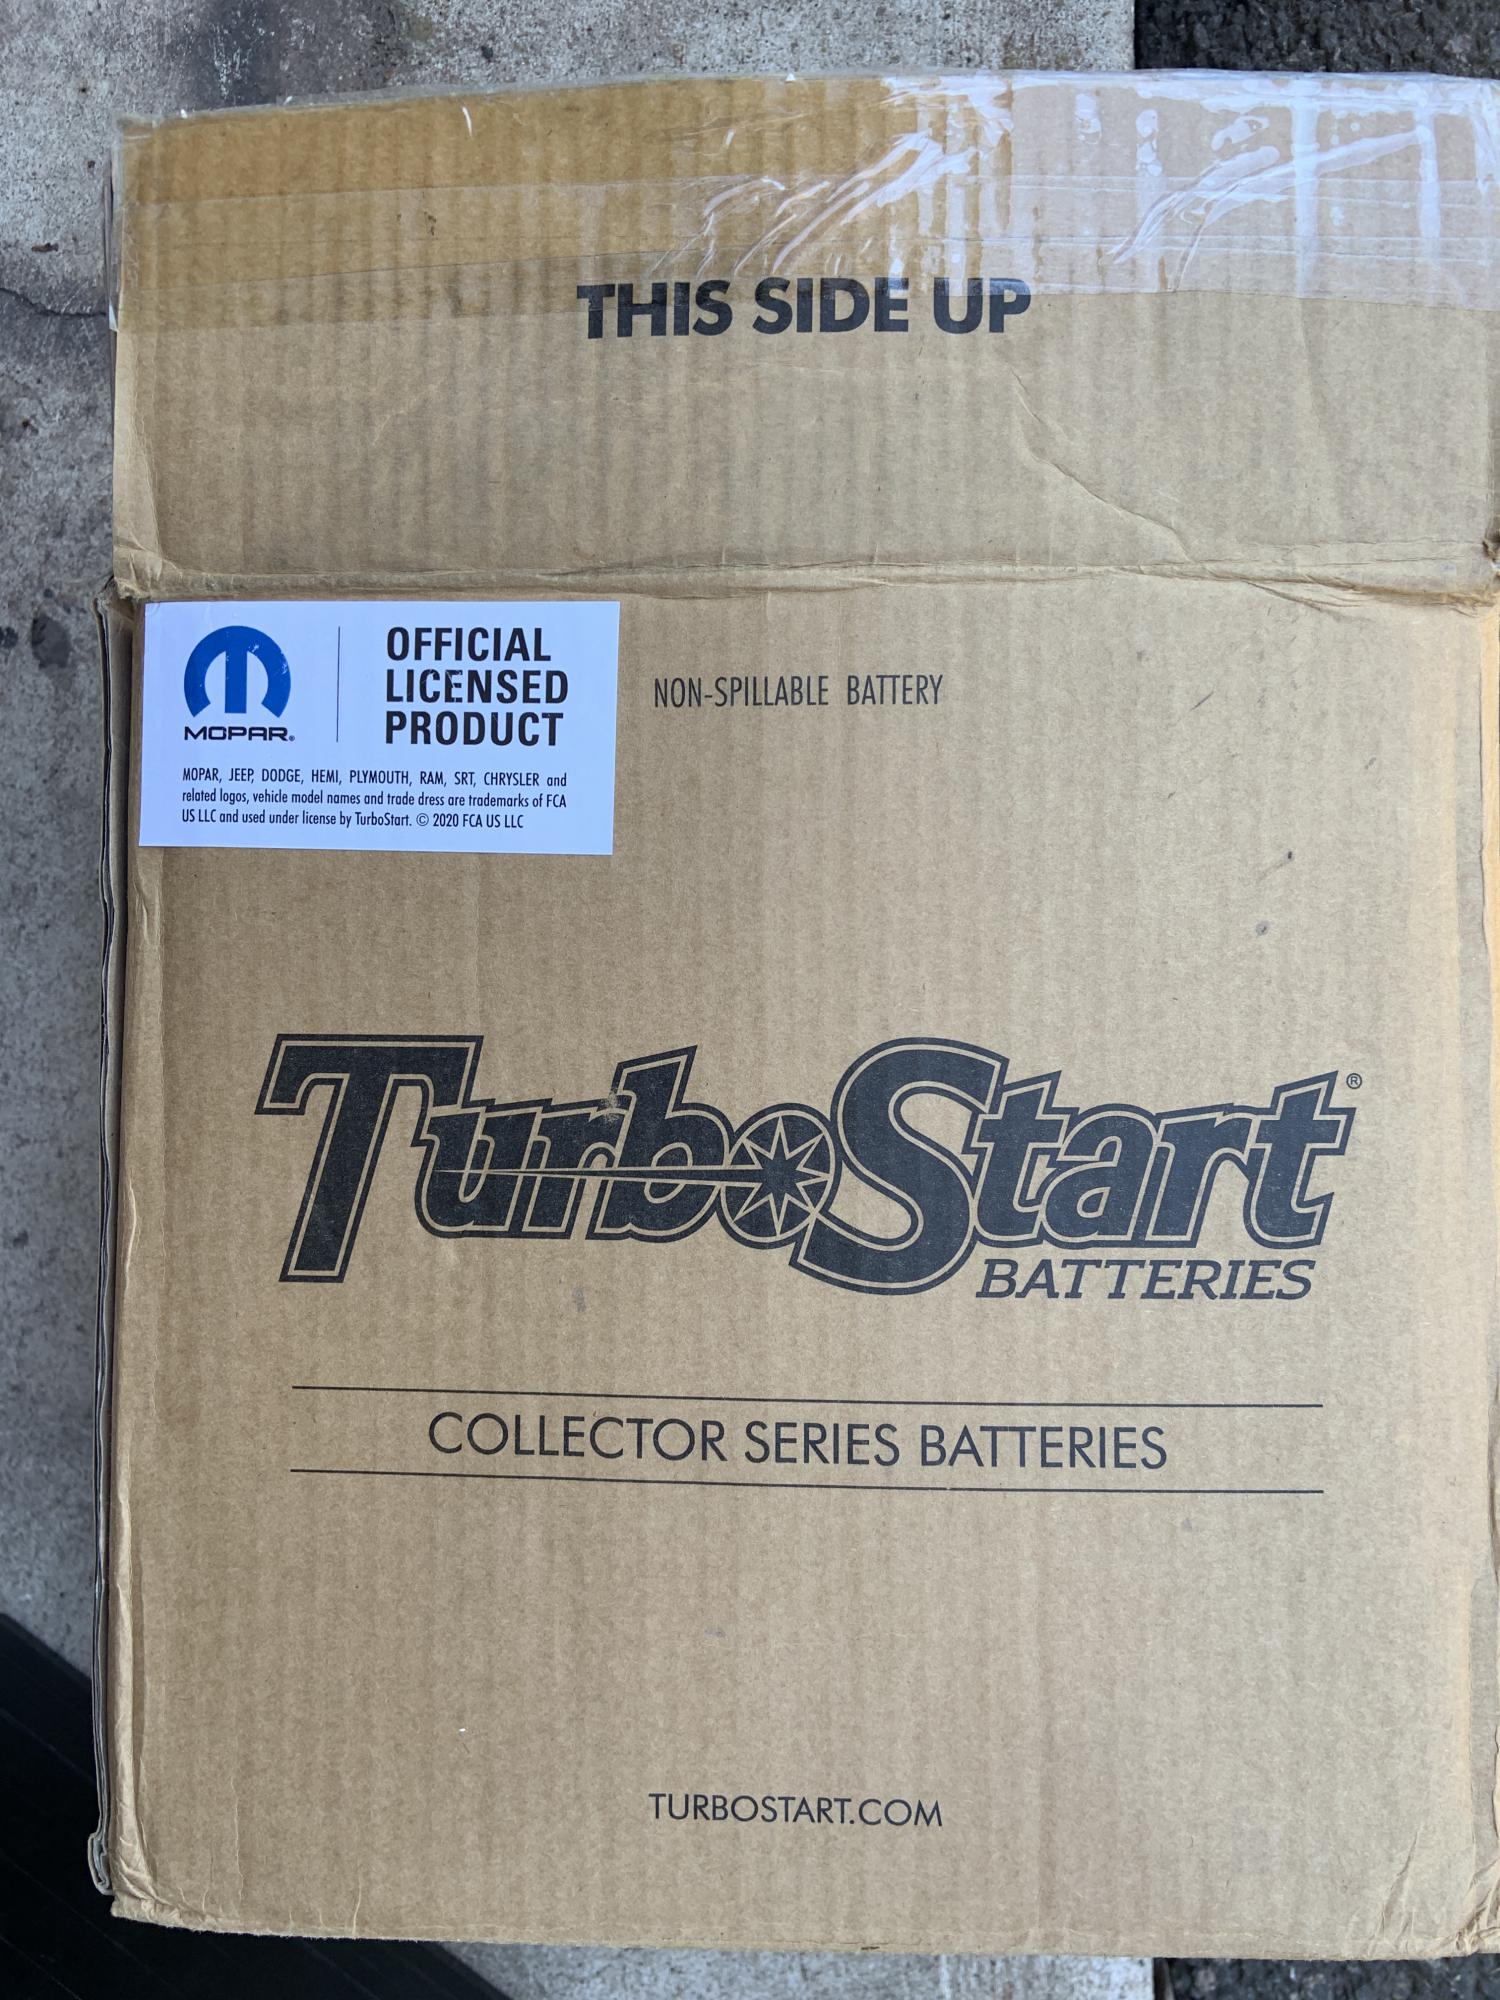 THIS SIDE UP
MOPAR®
OFFICIAL
LICENSED
PRODUCT
MOPAR, JEEP, DODGE, HEMI, PLYMOUTH, RAM, SRT, CHRYSLER and
related logos, vehicle model names and trade dress are trademarks of FCA
US LLC and used under license by TurboStart. © 2020 FCA US LLC
NON-SPILLABLE BATTERY
TurboStart®
BATTERIES
COLLECTOR SERIES BATTERIES
TURBOSTART.COM